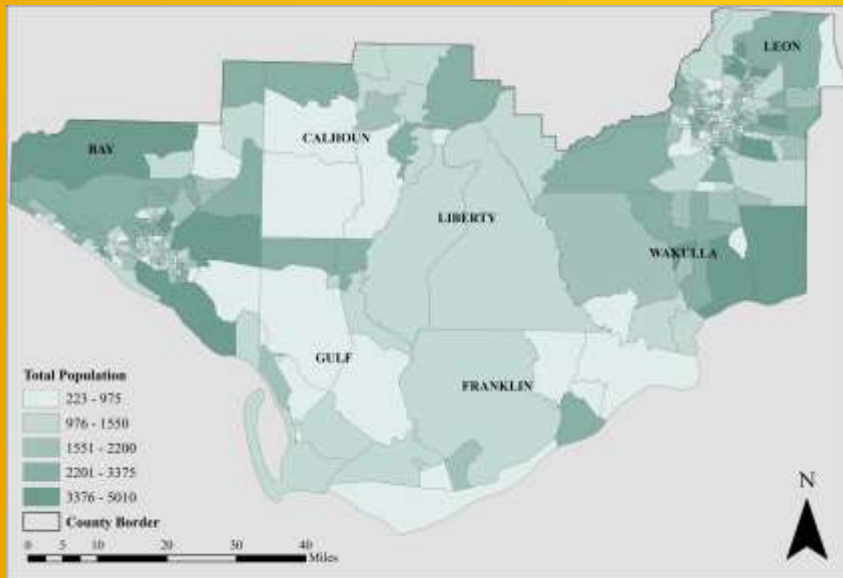 LEON
CALHOUN
BAY
LIBERTY
WAKULLA
GULF
FRANKLIN
Total Population
223 - 975
976 - 1550
1551 - 2200
2201 - 3375
3376 - 5010
County Border
N
0 5 10 20 30 40
Miles